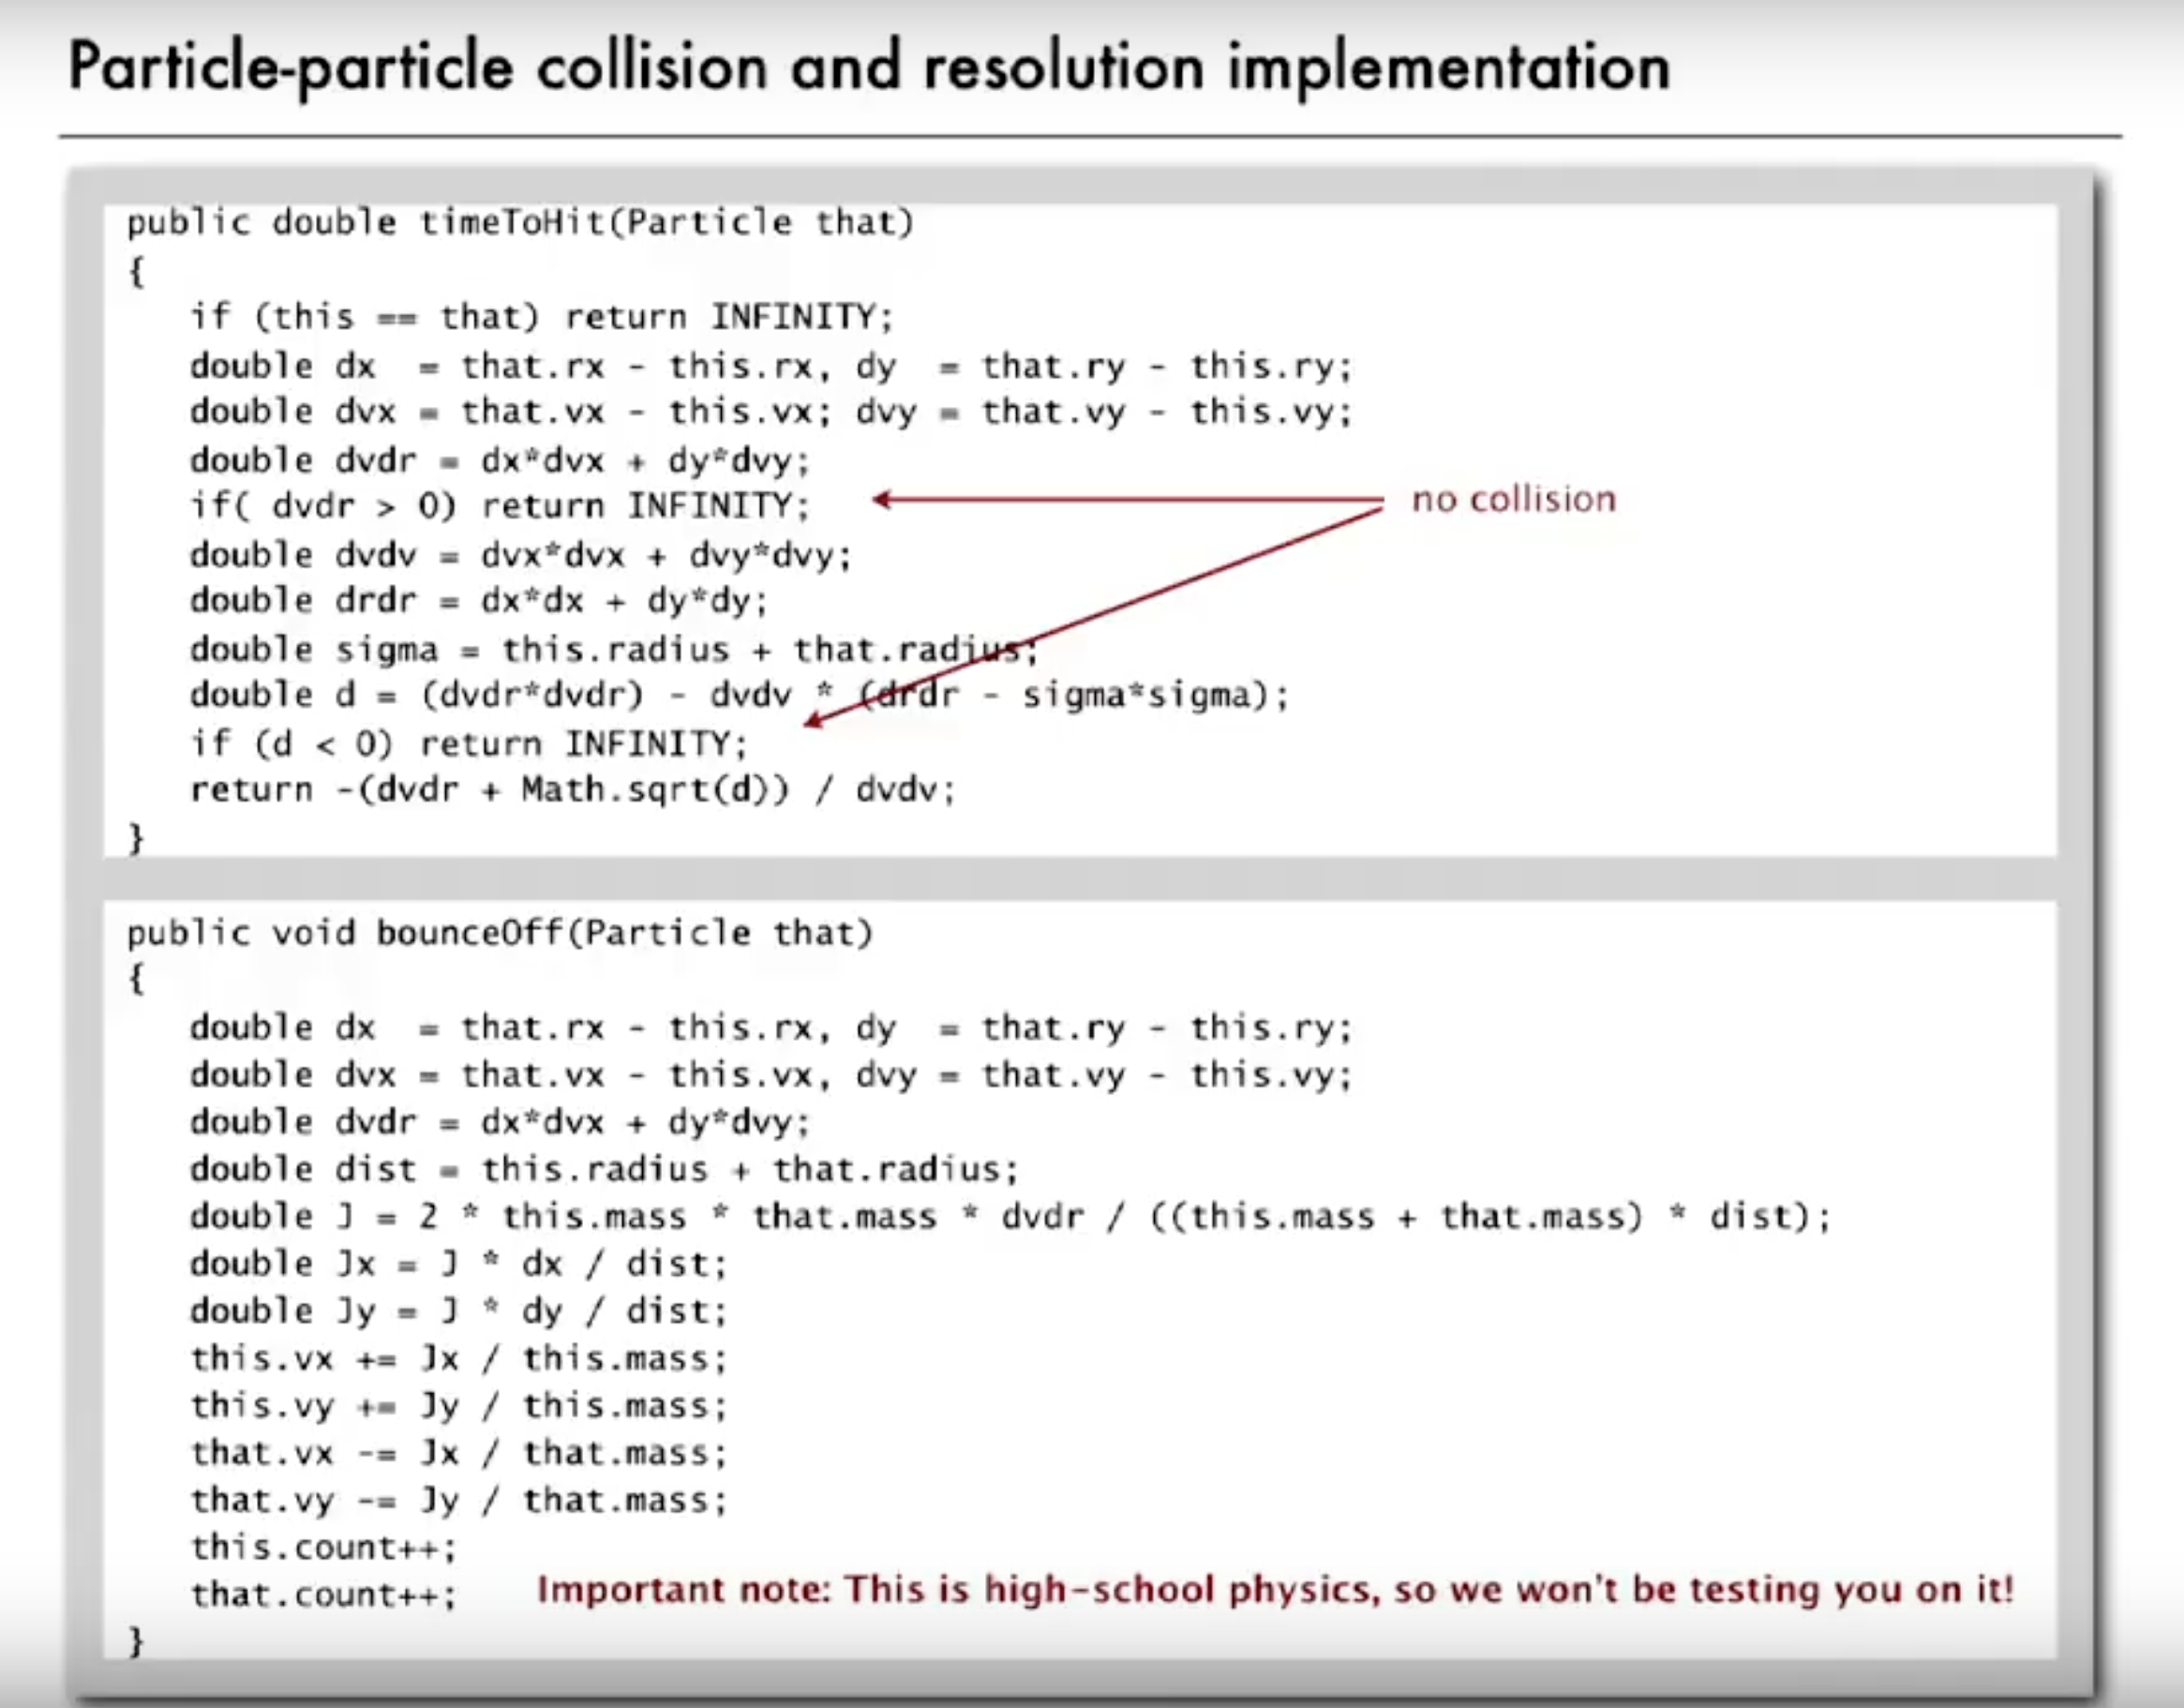 Particle-particle collision and resolution implementation
public double timeToHit(Particle that)
{
if (this == that) return INFINITY;
double dx  = that.rx - this.rx, dy  = that.ry - this.ry;
double dvx = that.vx - this.vx; dvy = that.vy - this.vy;
double dvdr = dx*dvx + dy*dvy;
if( dvdr > 0) return INFINITY;
no collision
double dvdv = dvx*dvx + dvy*dvy;
double drdr = dx*dx + dy*dy;
double sigma = this.radius + that.radius;
double d = (dvdr*dvdr) - dvdv * (drdr - sigma*sigma);
if (d < 0) return INFINITY;
return -(dvdr + Math.sqrt(d)) / dvdv;
}
public void bounceOff(Particle that)
{
double dx  = that.rx - this.rx, dy  = that.ry - this.ry;
double dvx = that.vx - this.vx, dvy = that.vy - this.vy;
double dvdr = dx*dvx + dy*dvy;
double dist = this.radius + that.radius;
double J = 2 * this.mass * that.mass * dvdr / ((this.mass + that.mass) * dist);
double Jx = J * dx / dist;
double Jy = J * dy / dist;
this.vx += Jx / this.mass;
this.vy += Jy / this.mass;
that.vx -= Jx / that.mass;
that.vy -= Jy / that.mass;
this.count++;
that.count++;
Important note: This is high-school physics, so we won't be testing you on it!
}